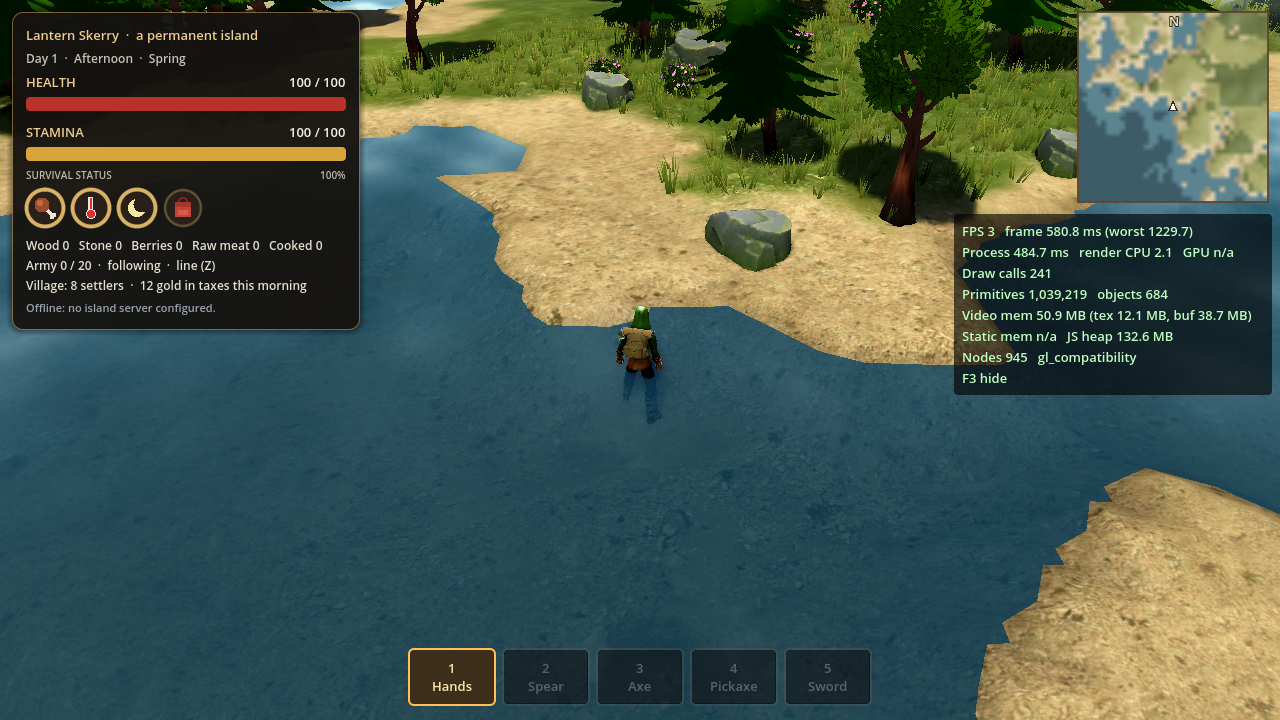 Lantern Skerry · a permanent island
Day 1 · Afternoon · Spring
HEALTH 100 / 100
STAMINA 100 / 100
SURVIVAL STATUS 100%
Wood 0 Stone 0 Berries 0 Raw meat 0 Cooked 0
Army 0 / 20 · following · line (Z)
Village: 8 settlers · 12 gold in taxes this morning
Offline: no island server configured.
N
FPS 3 frame 580.8 ms (worst 1229.7)
Process 484.7 ms render CPU 2.1 GPU n/a
Draw calls 241
Primitives 1,039,219 objects 684
Video mem 50.9 MB (tex 12.1 MB, buf 38.7 MB)
Static mem n/a JS heap 132.6 MB
Nodes 945 gl_compatibility
F3 hide
1 2 3 4 5
Hands Spear Axe Pickaxe Sword